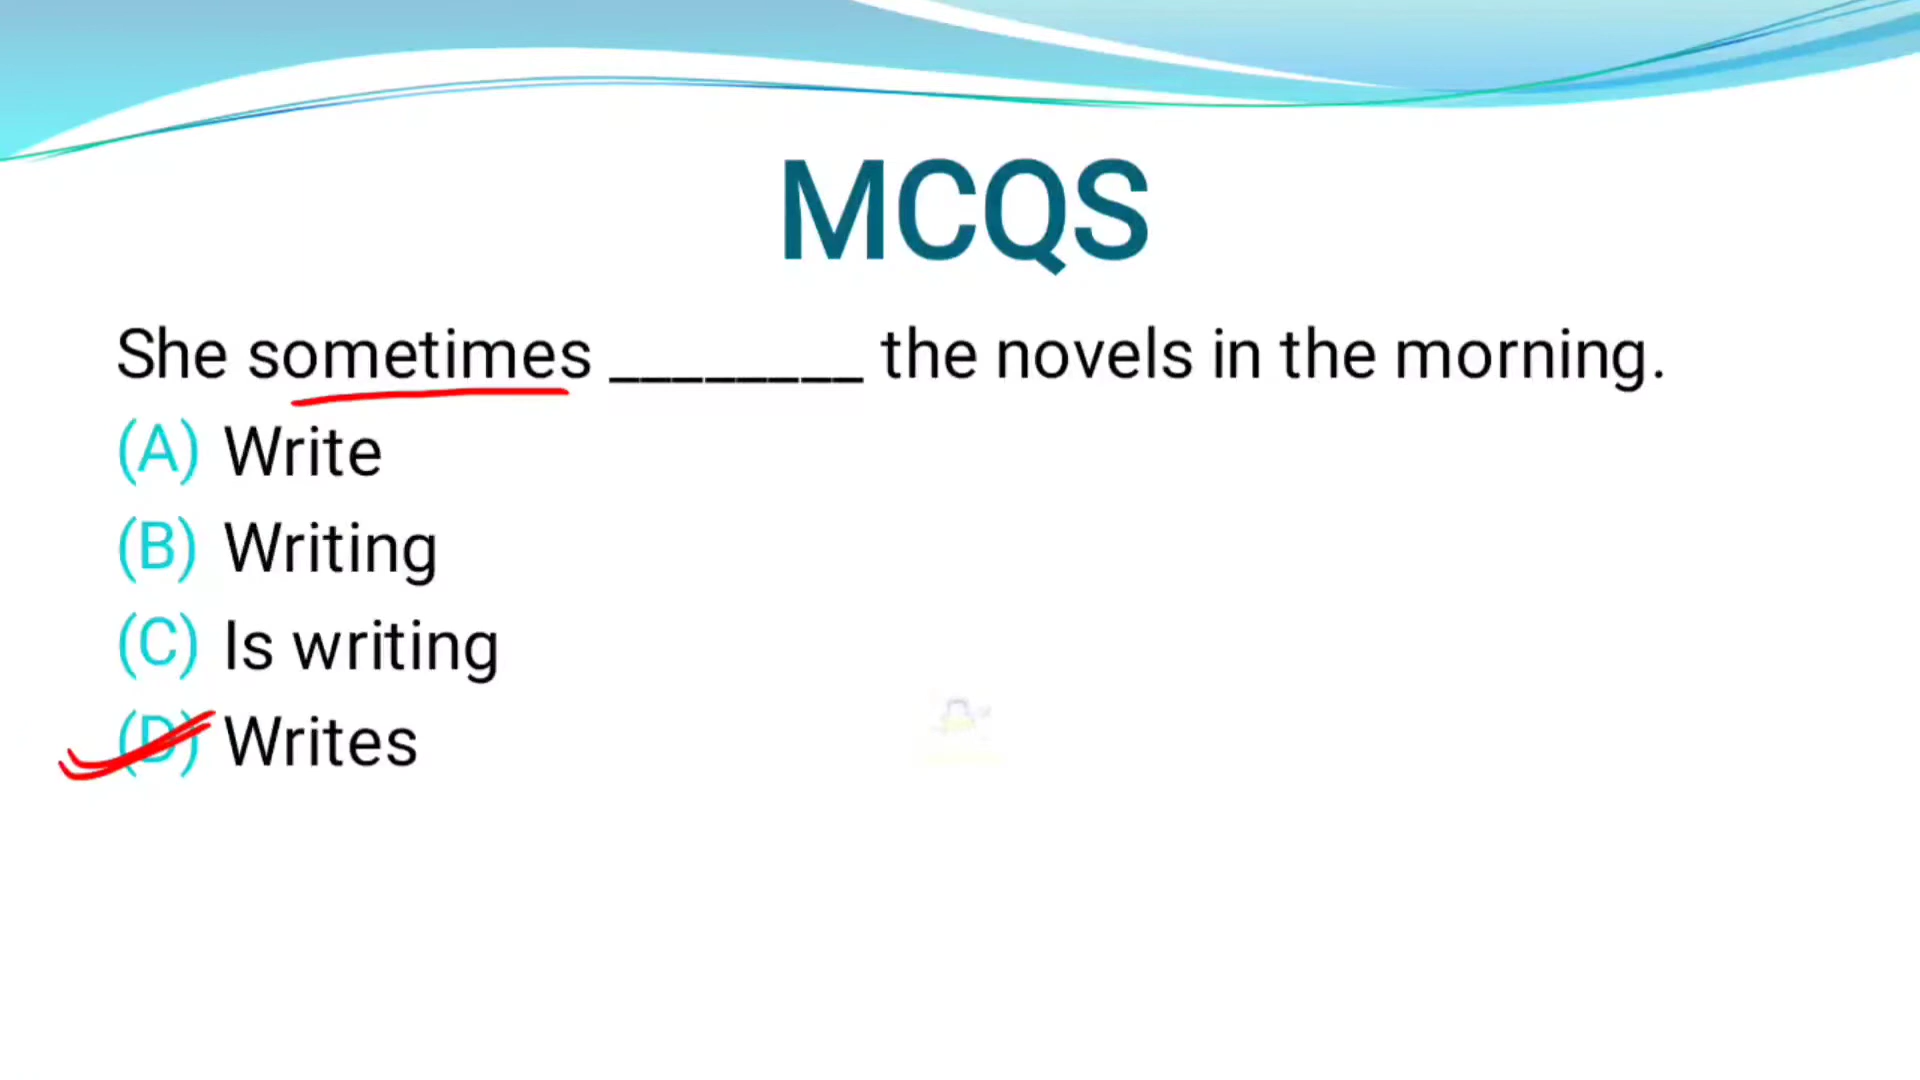 MCQS
She sometimes ________ the novels in the morning.
(A) Write
(B) Writing
(C) Is writing
(D) Writes